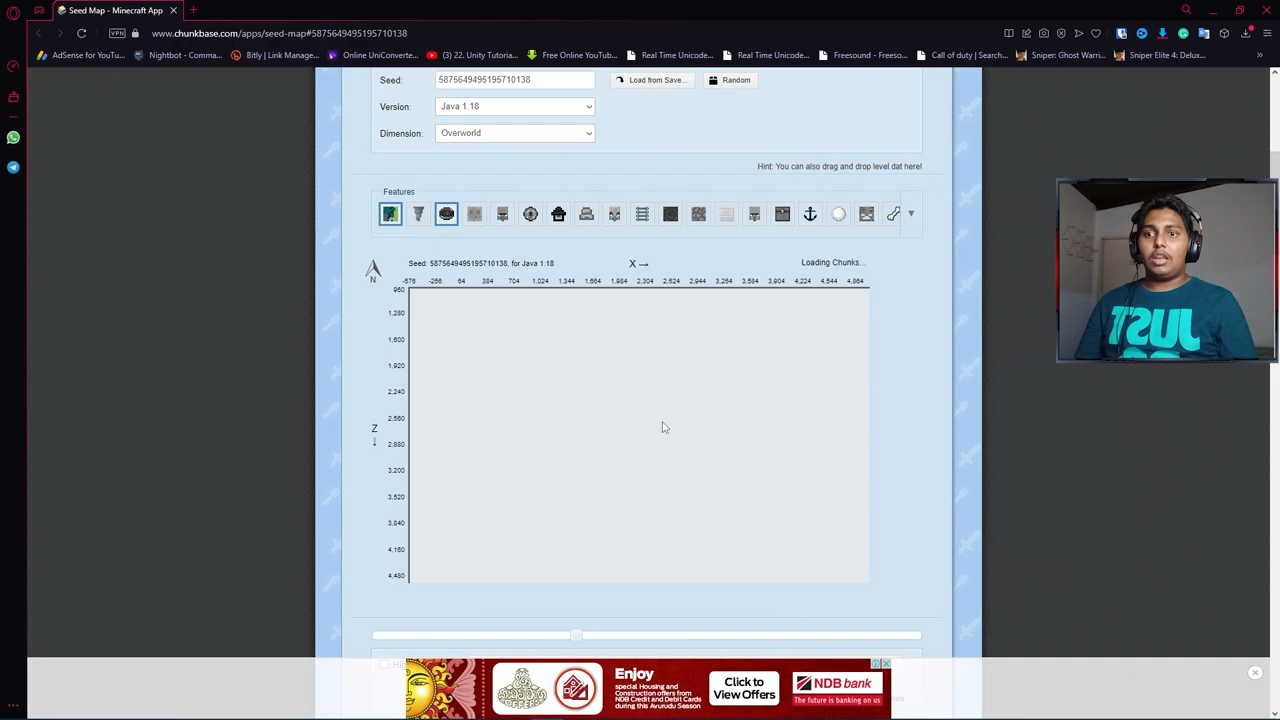 Seed Map - Minecraft App
VPN
www.chunkbase.com/apps/seed-map#5875649495195710138
AdSense for YouTu...
Nightbot - Comma...
Bitly | Link Manage...
Online UniConverte...
(3) 22. Unity Tutoria...
Free Online YouTub...
Real Time Unicode...
Real Time Unicode...
Freesound - Freeso...
Call of duty | Search...
Sniper: Ghost Warri...
Sniper Elite 4: Delux...
Seed:
5875649495195710138
Load from Save...
Random
Version:
Java 1.18
Dimension:
Overworld
Hint: You can also drag and drop level.dat here!
Features
Seed: 5875649495195710138, for Java 1.18
X →
Loading Chunks...
N
-576 -256 64 384 704 1,024 1,344 1,664 1,984 2,304 2,624 2,944 3,264 3,584 3,904 4,224 4,544 4,864
960
1,280
1,600
1,920
2,240
2,560
Z
2,880
3,200
3,520
3,840
4,160
4,480
JUST
Enjoy
special Housing and
Construction offers from
NDB Credit and Debit Cards
during this Avurudu Season
Click to
View Offers
NDB bank
The future is banking on us